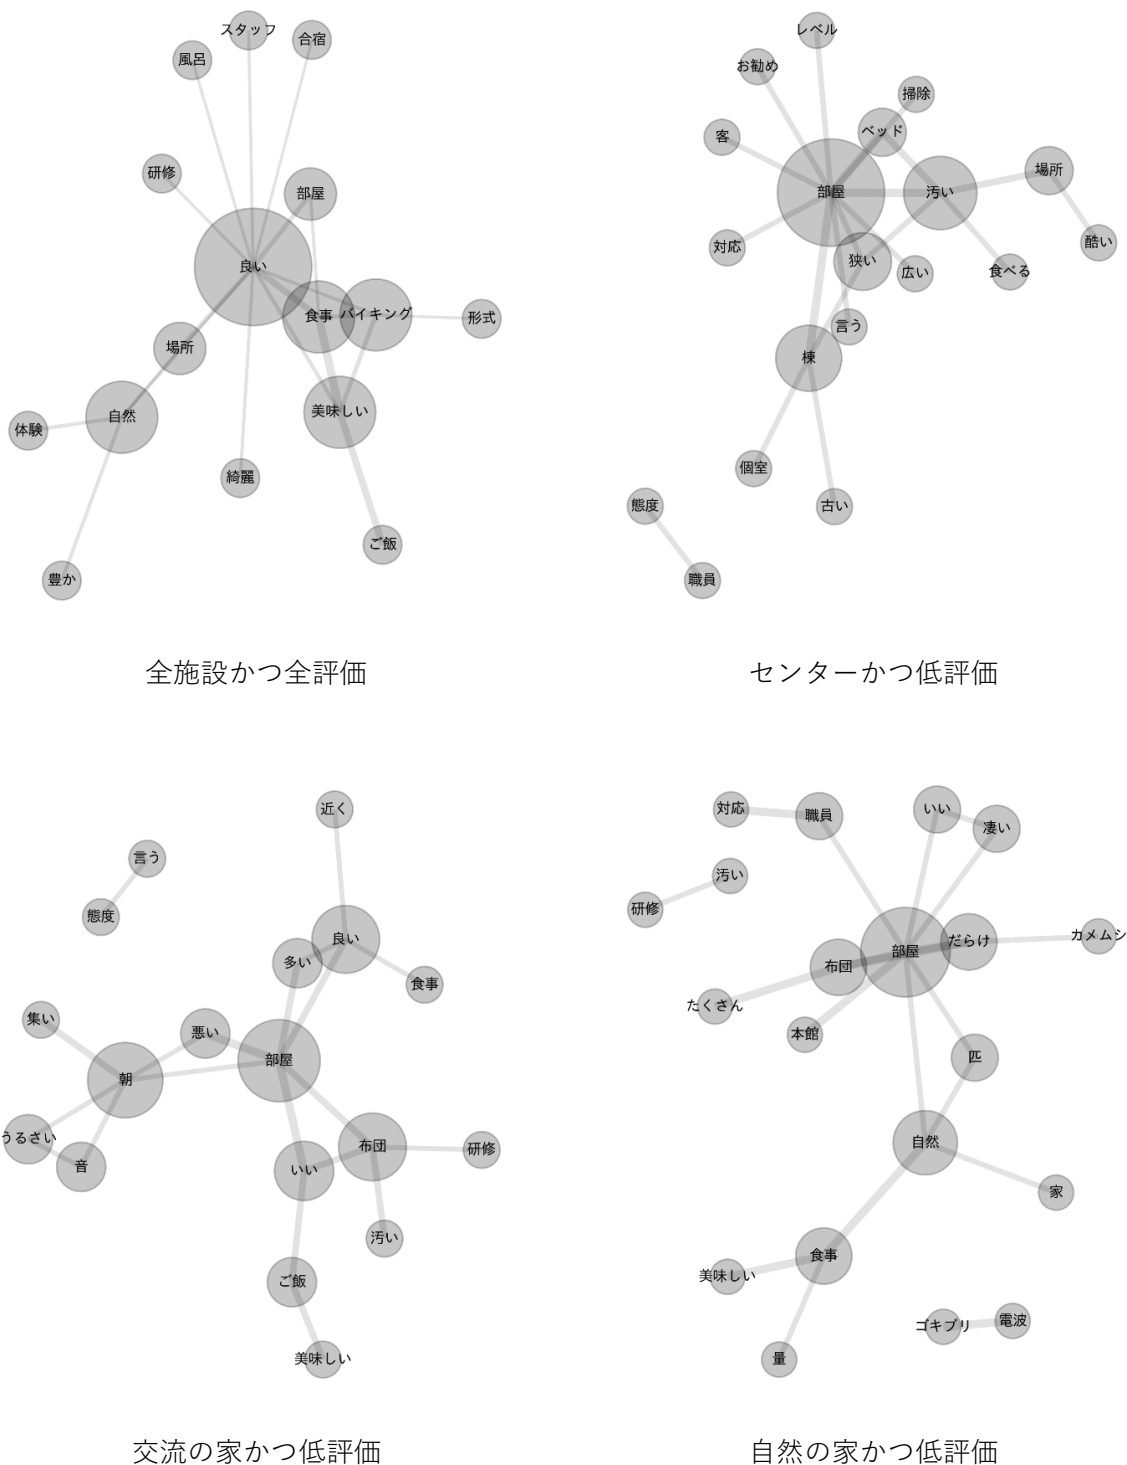 スタッフ
合宿
風呂
研修
部屋
良い
食事
バイキング
形式
場所
自然
美味しい
体験
綺麗
ご飯
豊か
全施設かつ全評価
レベル
お勧め
掃除
ベッド
客
場所
部屋
汚い
酷い
対応
狭い
広い
食べる
言う
棟
個室
古い
態度
職員
センターかつ低評価
近く
言う
態度
良い
多い
食事
集い
悪い
部屋
朝
うるさい
音
布団
研修
いい
汚い
ご飯
美味しい
交流の家かつ低評価
対応
職員
いい
凄い
汚い
研修
カメムシ
だらけ
部屋
布団
たくさん
本館
匹
自然
家
食事
美味しい
ゴキブリ
電波
量
自然の家かつ低評価